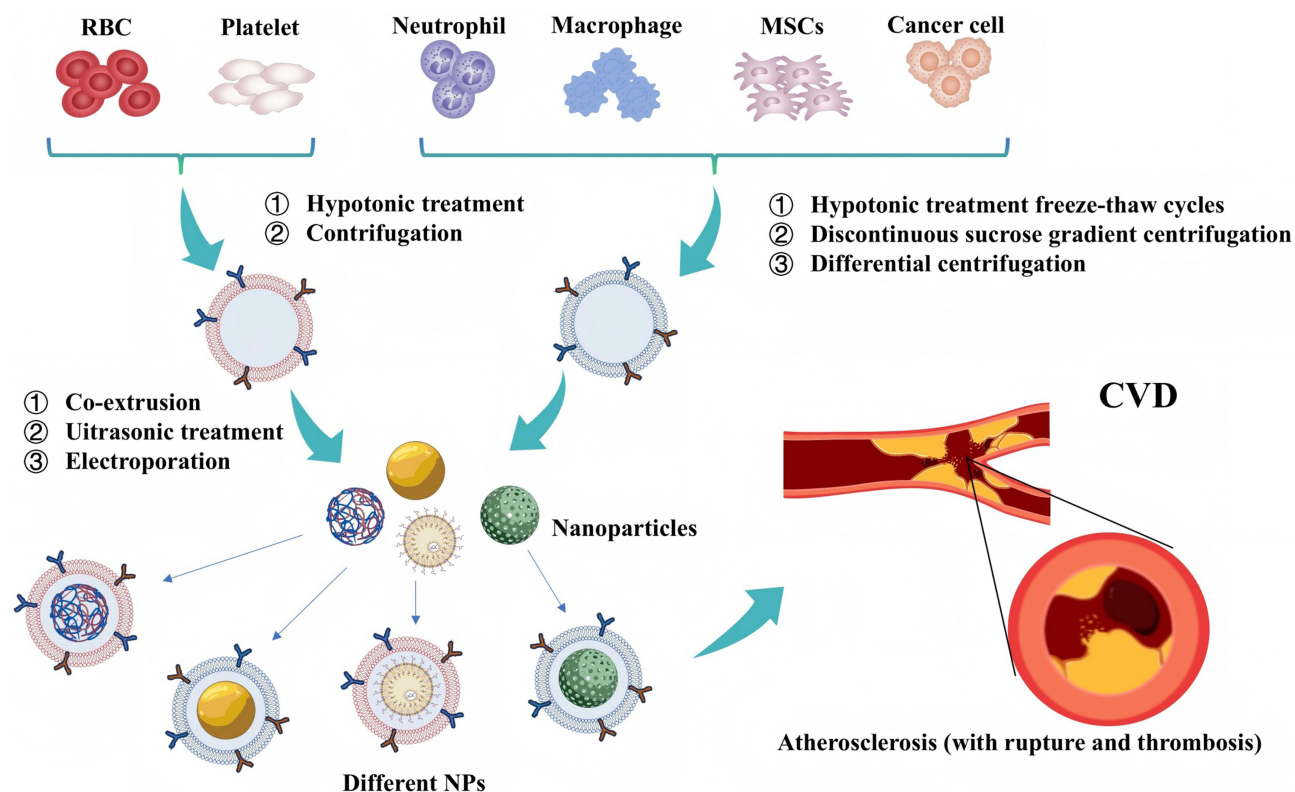 RBC
Platelet
Neutrophil
Macrophage
MSCs
Cancer cell
① Hypotonic treatment
② Contrifugation
① Hypotonic treatment freeze-thaw cycles
② Discontinuous sucrose gradient centrifugation
③ Differential centrifugation
① Co-extrusion
② Uitrasonic treatment
③ Electroporation
Nanoparticles
CVD
Different NPs
Atherosclerosis (with rupture and thrombosis)